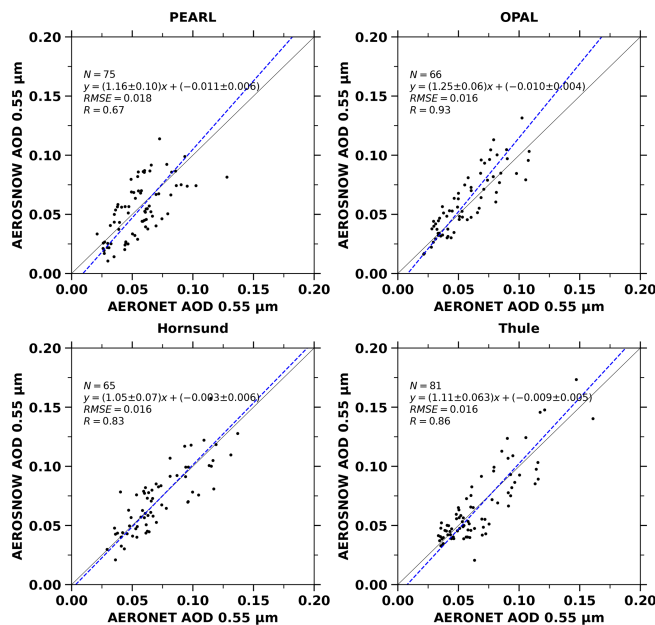 PEARL
0.20
0.15
0.10
0.05
0.00
0.00 0.05 0.10 0.15 0.20
AEROSNOW AOD 0.55 μm
AERONET AOD 0.55 μm
N = 75
y = (1.16±0.10)x + (−0.011±0.006)
RMSE = 0.018
R = 0.67
OPAL
0.20
0.15
0.10
0.05
0.00
0.00 0.05 0.10 0.15 0.20
AEROSNOW AOD 0.55 μm
AERONET AOD 0.55 μm
N = 66
y = (1.25±0.06)x + (−0.010±0.004)
RMSE = 0.016
R = 0.93
Hornsund
0.20
0.15
0.10
0.05
0.00
0.00 0.05 0.10 0.15 0.20
AEROSNOW AOD 0.55 μm
AERONET AOD 0.55 μm
N = 65
y = (1.05±0.07)x + (−0.003±0.006)
RMSE = 0.016
R = 0.83
Thule
0.20
0.15
0.10
0.05
0.00
0.00 0.05 0.10 0.15 0.20
AEROSNOW AOD 0.55 μm
AERONET AOD 0.55 μm
N = 81
y = (1.11±0.063)x + (−0.009±0.005)
RMSE = 0.016
R = 0.86